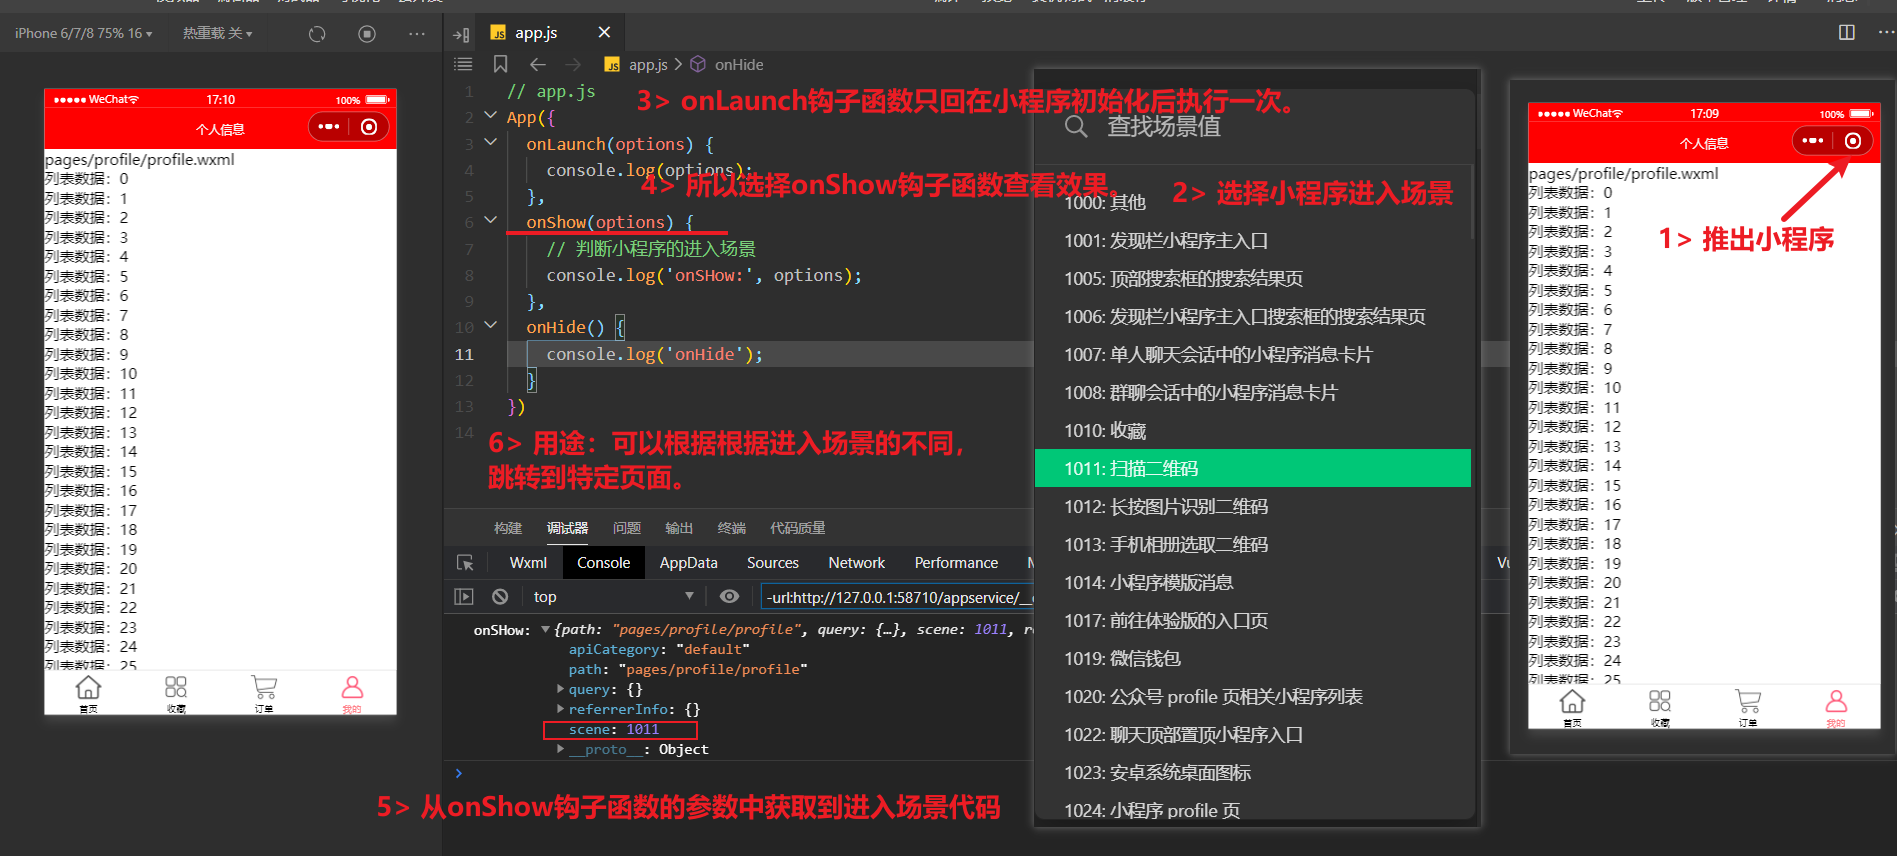 iPhone 6/7/8 75% 16 ▾
热重载 关 ▾
app.js
app.js > onHide
WeChat 17:10 100%
个人信息
pages/profile/profile.wxml
列表数据：0
列表数据：1
列表数据：2
列表数据：3
列表数据：4
列表数据：5
列表数据：6
列表数据：7
列表数据：8
列表数据：9
列表数据：10
列表数据：11
列表数据：12
列表数据：13
列表数据：14
列表数据：15
列表数据：16
列表数据：17
列表数据：18
列表数据：19
列表数据：20
列表数据：21
列表数据：22
列表数据：23
列表数据：24
列表数据：25
首页 收藏 订单 我的
1 // app.js
2 App({
3 onLaunch(options) {
4 console.log(options);
5 },
6 onShow(options) {
7 // 判断小程序的进入场景
8 console.log('onSHow:', options);
9 },
10 onHide() {
11 console.log('onHide');
12 }
13 })
14
3> onLaunch钩子函数只回在小程序初始化后执行一次。
4> 所以选择onShow钩子函数查看效果。
6> 用途：可以根据根据进入场景的不同，
跳转到特定页面。
构建 调试器 问题 输出 终端 代码质量
Wxml Console AppData Sources Network Performance
top
-url:http://127.0.0.1:58710/appservice/__
onSHow: ▼{path: "pages/profile/profile", query: {…}, scene: 1011,
apiCategory: "default"
path: "pages/profile/profile"
▶query: {}
▶referrerInfo: {}
scene: 1011
▶__proto__: Object
5> 从onShow钩子函数的参数中获取到进入场景代码
查找场景值
2> 选择小程序进入场景
1000: 其他
1001: 发现栏小程序主入口
1005: 顶部搜索框的搜索结果页
1006: 发现栏小程序主入口搜索框的搜索结果页
1007: 单人聊天会话中的小程序消息卡片
1008: 群聊会话中的小程序消息卡片
1010: 收藏
1011: 扫描二维码
1012: 长按图片识别二维码
1013: 手机相册选取二维码
1014: 小程序模版消息
1017: 前往体验版的入口页
1019: 微信钱包
1020: 公众号 profile 页相关小程序列表
1022: 聊天顶部置顶小程序入口
1023: 安卓系统桌面图标
1024: 小程序 profile 页
WeChat 17:09 100%
个人信息
1> 推出小程序
pages/profile/profile.wxml
列表数据：0
列表数据：1
列表数据：2
列表数据：3
列表数据：4
列表数据：5
列表数据：6
列表数据：7
列表数据：8
列表数据：9
列表数据：10
列表数据：11
列表数据：12
列表数据：13
列表数据：14
列表数据：15
列表数据：16
列表数据：17
列表数据：18
列表数据：19
列表数据：20
列表数据：21
列表数据：22
列表数据：23
列表数据：24
列表数据：25
首页 收藏 订单 我的